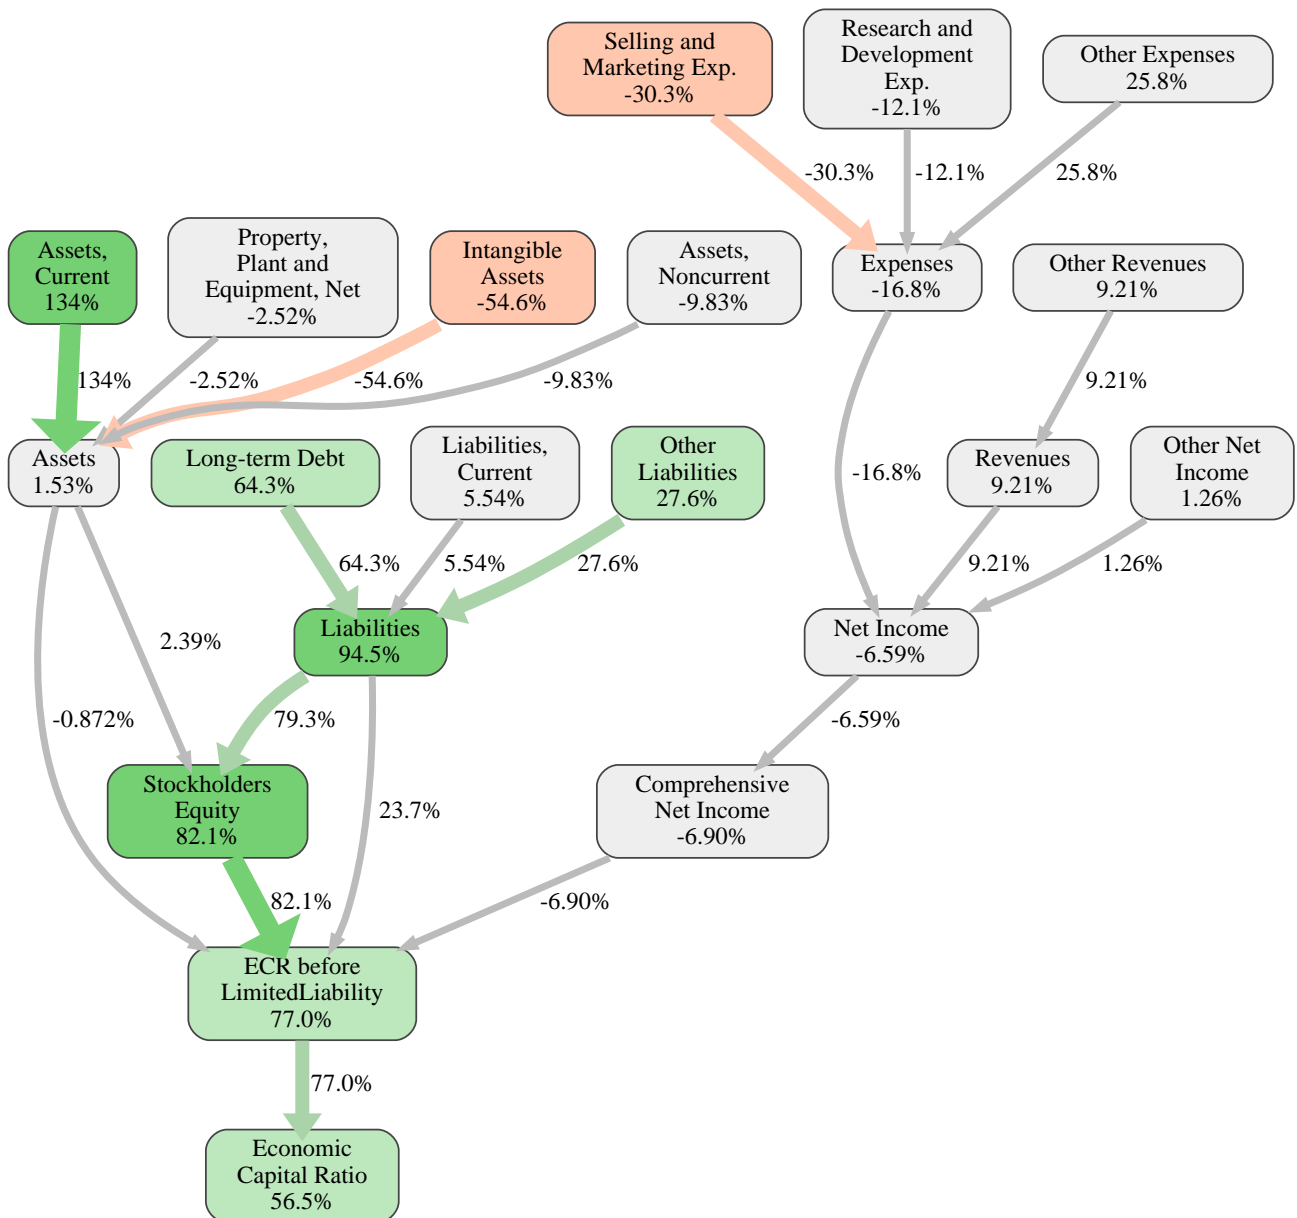 Selling and
Marketing Exp.
-30.3%
Research and
Development
Exp.
-12.1%
Other Expenses
25.8%
-30.3%
-12.1%
25.8%
Assets,
Current
134%
Property,
Plant and
Equipment, Net
-2.52%
Intangible
Assets
-54.6%
Assets,
Noncurrent
-9.83%
Expenses
-16.8%
Other Revenues
9.21%
134%
-2.52%
-54.6%
-9.83%
9.21%
Assets
1.53%
Long-term Debt
64.3%
Liabilities,
Current
5.54%
Other
Liabilities
27.6%
-16.8%
Revenues
9.21%
Other Net
Income
1.26%
64.3%
5.54%
27.6%
9.21%
1.26%
2.39%
Liabilities
94.5%
Net Income
-6.59%
-0.872%
79.3%
-6.59%
Stockholders
Equity
82.1%
23.7%
Comprehensive
Net Income
-6.90%
82.1%
-6.90%
ECR before
LimitedLiability
77.0%
77.0%
Economic
Capital Ratio
56.5%